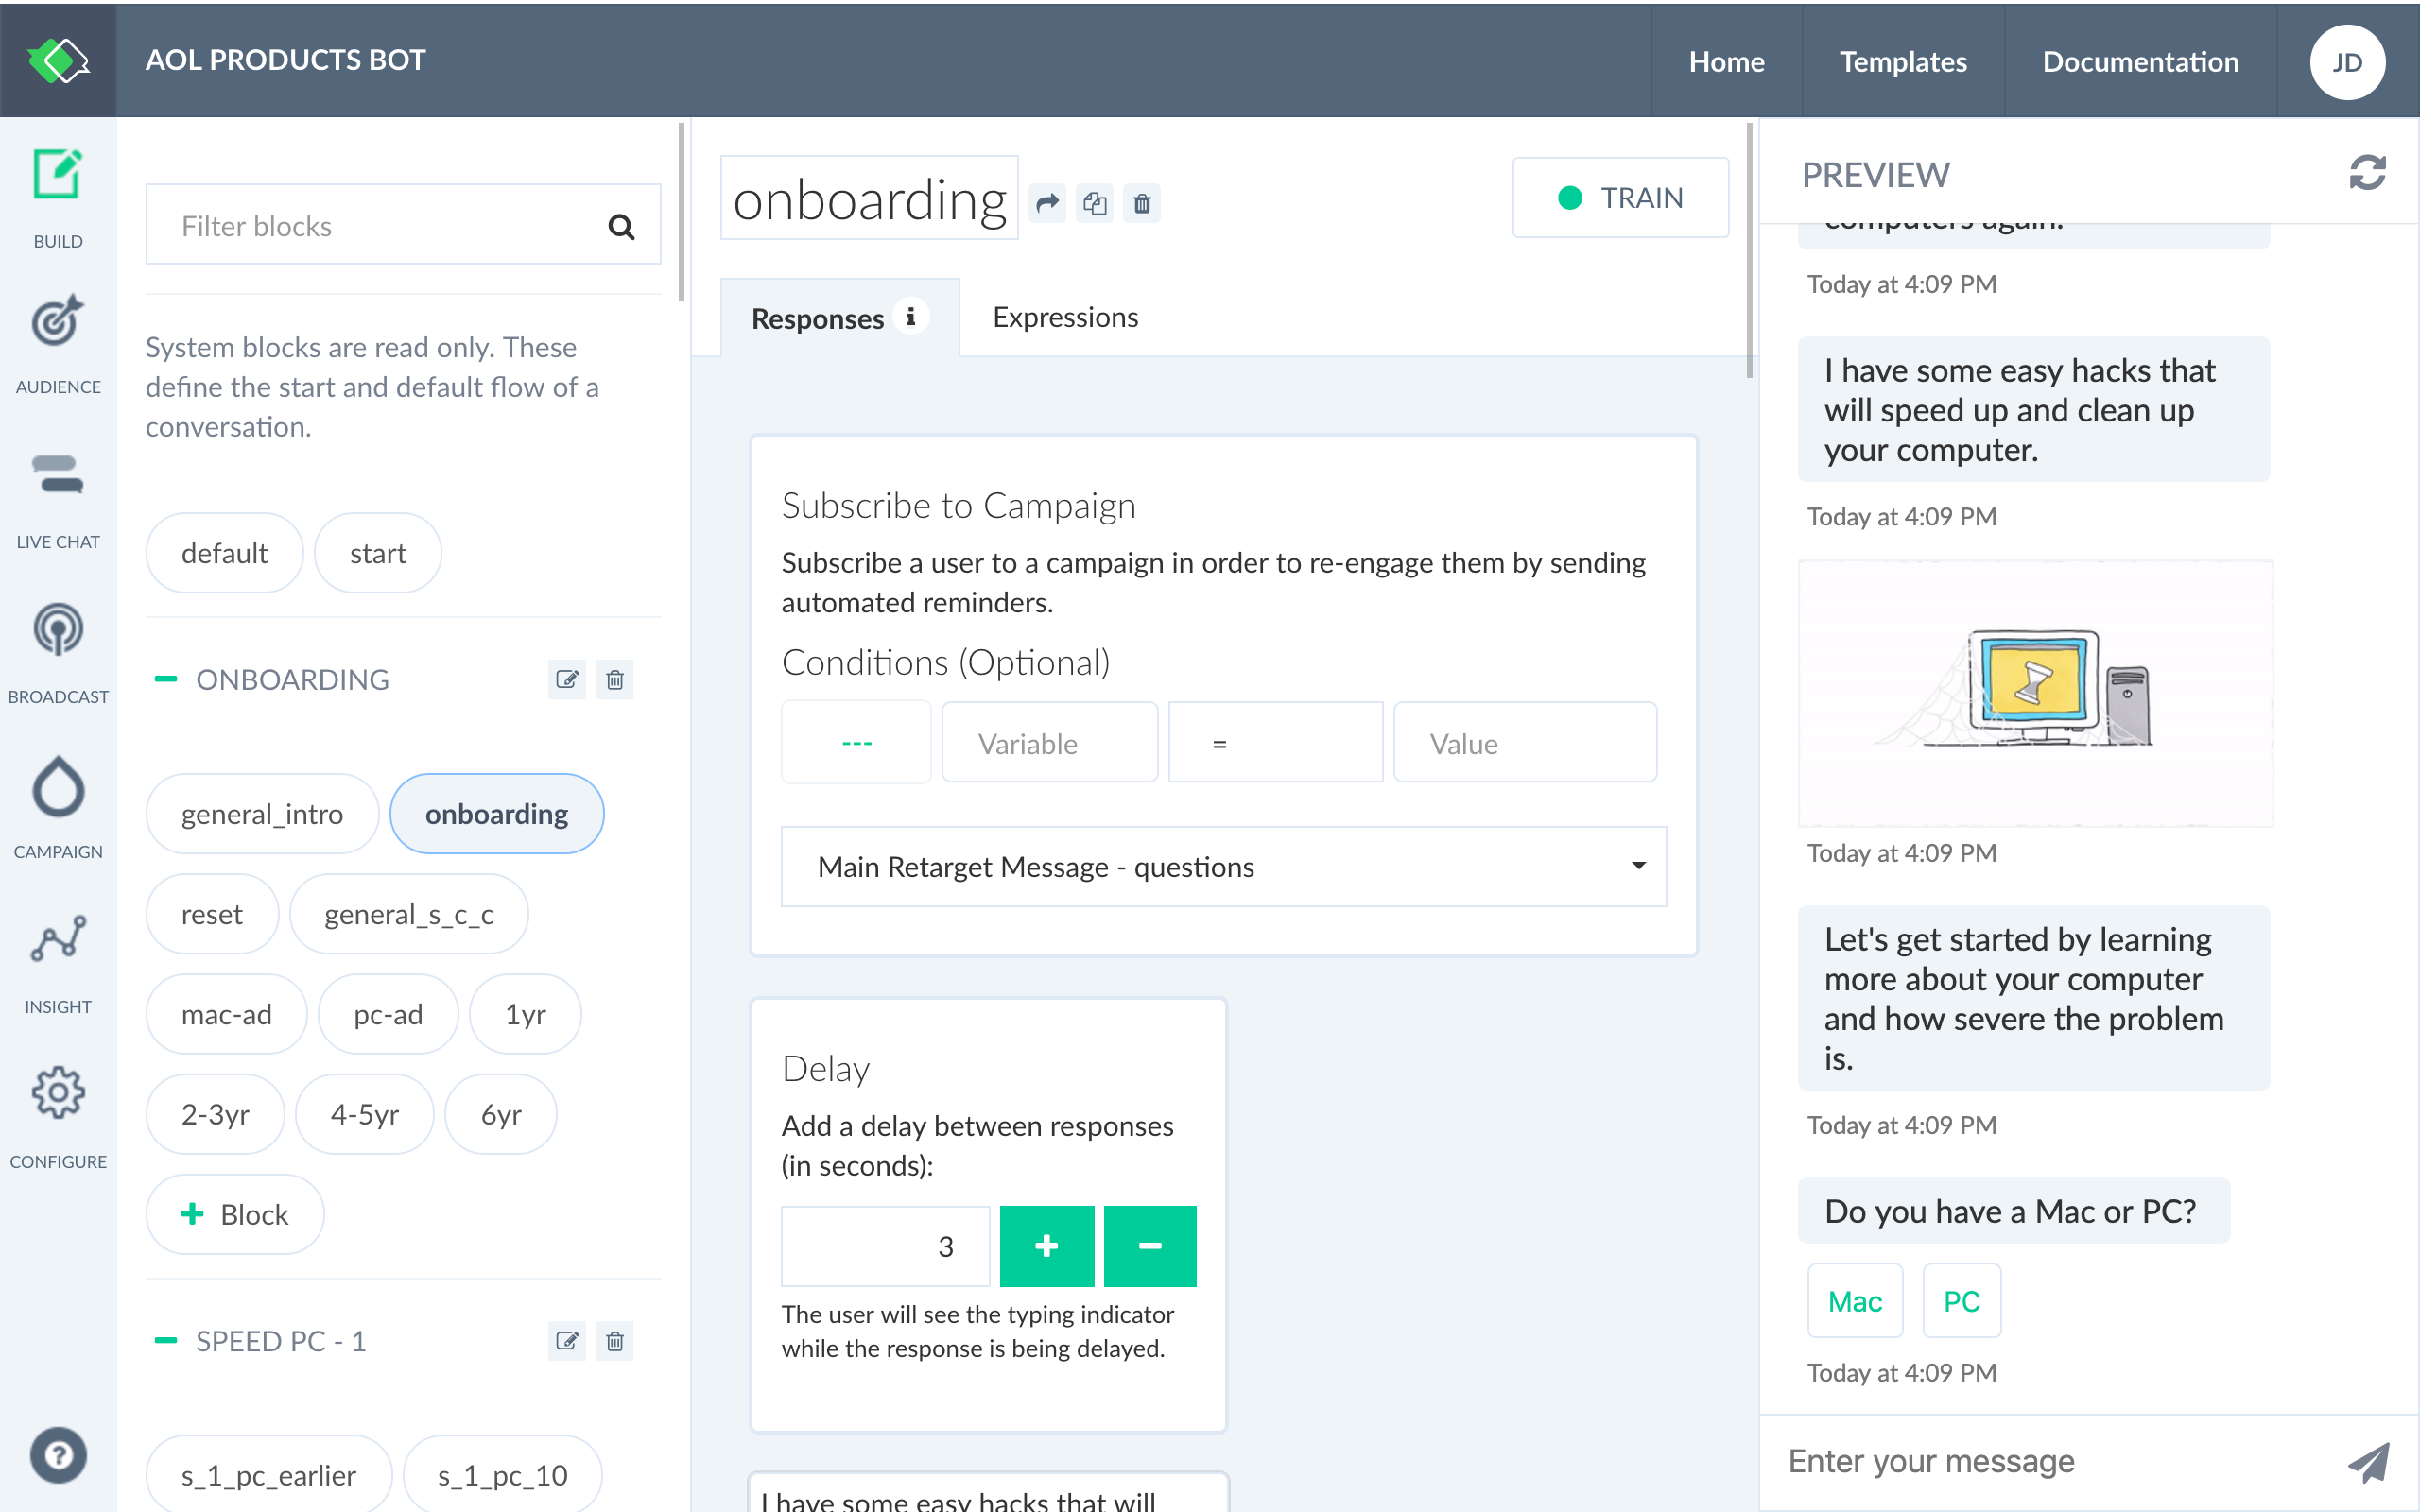 AOL PRODUCTS BOT
Home
Templates
Documentation
JD
BUILD
AUDIENCE
LIVE CHAT
BROADCAST
CAMPAIGN
INSIGHT
CONFIGURE
?
Filter blocks
System blocks are read only. These
define the start and default flow of a
conversation.
default
start
ONBOARDING
general_intro
onboarding
reset
general_s_c_c
mac-ad
pc-ad
1yr
2-3yr
4-5yr
6yr
+ Block
SPEED PC - 1
s_1_pc_earlier
s_1_pc_10
onboarding
TRAIN
Responses i
Expressions
Subscribe to Campaign
Subscribe a user to a campaign in order to re-engage them by sending
automated reminders.
Conditions (Optional)
---
Variable
=
Value
Main Retarget Message - questions
Delay
Add a delay between responses
(in seconds):
3
+
−
The user will see the typing indicator
while the response is being delayed.
I have some easy hacks that will
PREVIEW
computers again.
Today at 4:09 PM
I have some easy hacks that
will speed up and clean up
your computer.
Today at 4:09 PM
Today at 4:09 PM
Let's get started by learning
more about your computer
and how severe the problem
is.
Today at 4:09 PM
Do you have a Mac or PC?
Mac
PC
Today at 4:09 PM
Enter your message